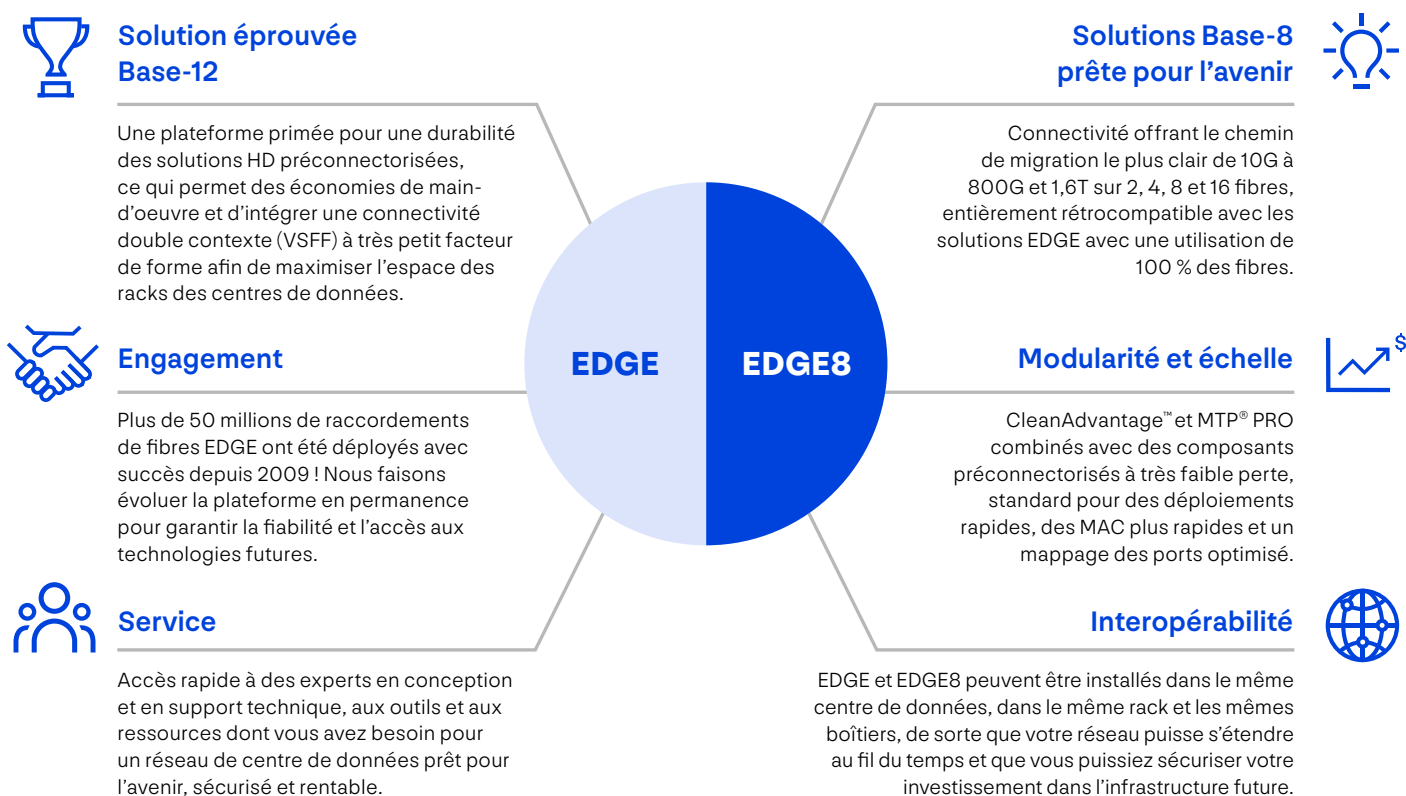 Solution éprouvée
Base-12
Une plateforme primée pour une durabilité
des solutions HD préconnectorisées,
ce qui permet des économies de main-
d’oeuvre et d’intégrer une connectivité
double contexte (VSFF) à très petit facteur
de forme afin de maximiser l’espace des
racks des centres de données.
Engagement
Plus de 50 millions de raccordements
de fibres EDGE ont été déployés avec
succès depuis 2009 ! Nous faisons
évoluer la plateforme en permanence
pour garantir la fiabilité et l’accès aux
technologies futures.
Service
Accès rapide à des experts en conception
et en support technique, aux outils et aux
ressources dont vous avez besoin pour
un réseau de centre de données prêt pour
l’avenir, sécurisé et rentable.
EDGE
EDGE8
Solutions Base-8
prête pour l’avenir
Connectivité offrant le chemin
de migration le plus clair de 10G à
800G et 1,6T sur 2, 4, 8 et 16 fibres,
entièrement rétrocompatible avec les
solutions EDGE avec une utilisation de
100 % des fibres.
Modularité et échelle
$
CleanAdvantage™ et MTP® PRO
combinés avec des composants
préconnectorisés à très faible perte,
standard pour des déploiements
rapides, des MAC plus rapides et un
mappage des ports optimisé.
Interopérabilité
EDGE et EDGE8 peuvent être installés dans le même
centre de données, dans le même rack et les mêmes
boîtiers, de sorte que votre réseau puisse s’étendre
au fil du temps et que vous puissiez sécuriser votre
investissement dans l’infrastructure future.